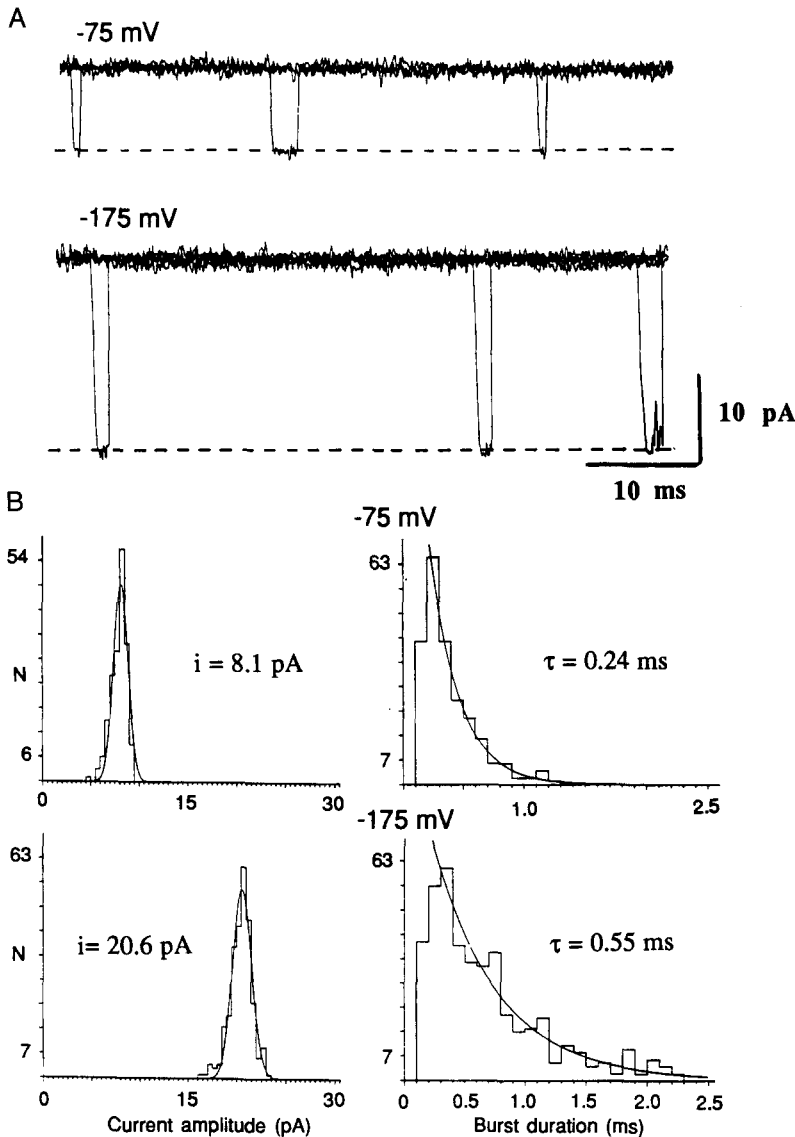 A
-75 mV
-175 mV
10 pA
10 ms
B
-75 mV
54
N
6
i = 8.1 pA
0 15 30
63
7
τ = 0.24 ms
1.0 2.5
-175 mV
63
N
7
i= 20.6 pA
0 15 30
Current amplitude (pA)
63
7
τ = 0.55 ms
0 0.5 1.0 1.5 2.0 2.5
Burst duration (ms)